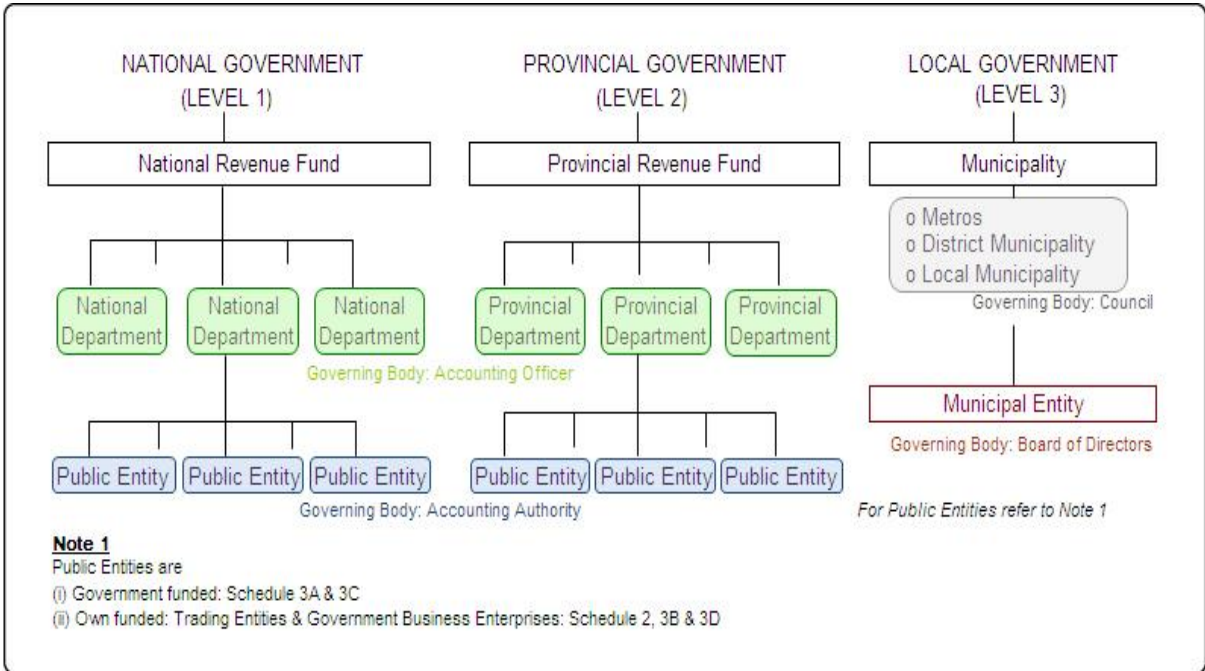 NATIONAL GOVERNMENT
(LEVEL 1)
PROVINCIAL GOVERNMENT
(LEVEL 2)
LOCAL GOVERNMENT
(LEVEL 3)
National Revenue Fund
Provincial Revenue Fund
Municipality
o Metros
o District Municipality
o Local Municipality
Governing Body: Council
National
Department
National
Department
National
Department
Provincial
Department
Provincial
Department
Provincial
Department
Governing Body: Accounting Officer
Municipal Entity
Governing Body: Board of Directors
Public Entity
Public Entity
Public Entity
Public Entity
Public Entity
Public Entity
Governing Body: Accounting Authority
For Public Entities refer to Note 1
Note 1
Public Entities are
(i) Government funded: Schedule 3A & 3C
(ii) Own funded: Trading Entities & Government Business Enterprises: Schedule 2, 3B & 3D